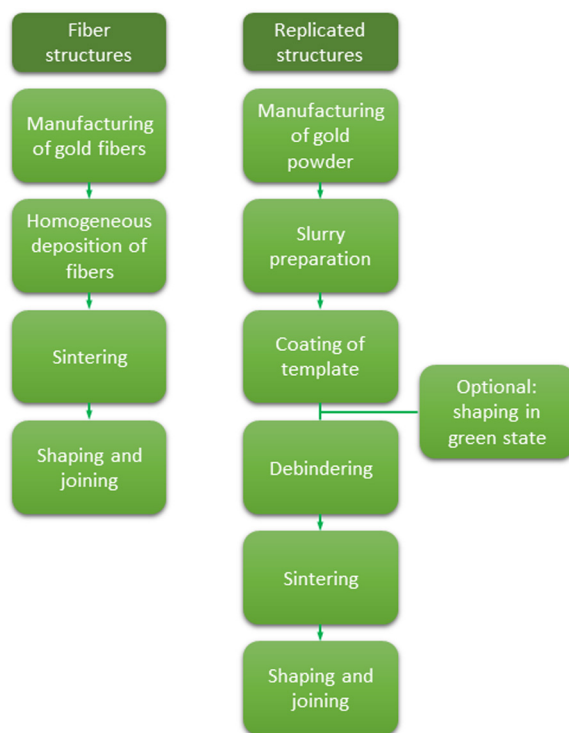 Fiber
structures
Manufacturing
of gold fibers
Homogeneous
deposition of
fibers
Sintering
Shaping and
joining
Replicated
structures
Manufacturing
of gold
powder
Slurry
preparation
Coating of
template
Optional:
shaping in
green state
Debindering
Sintering
Shaping and
joining